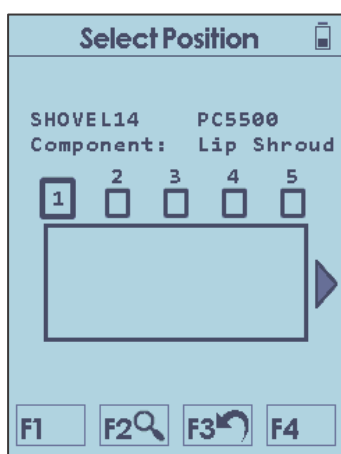 Select Position
SHOVEL14 PC5500
Component: Lip Shroud
1 2 3 4 5
F1 F2 F3 F4